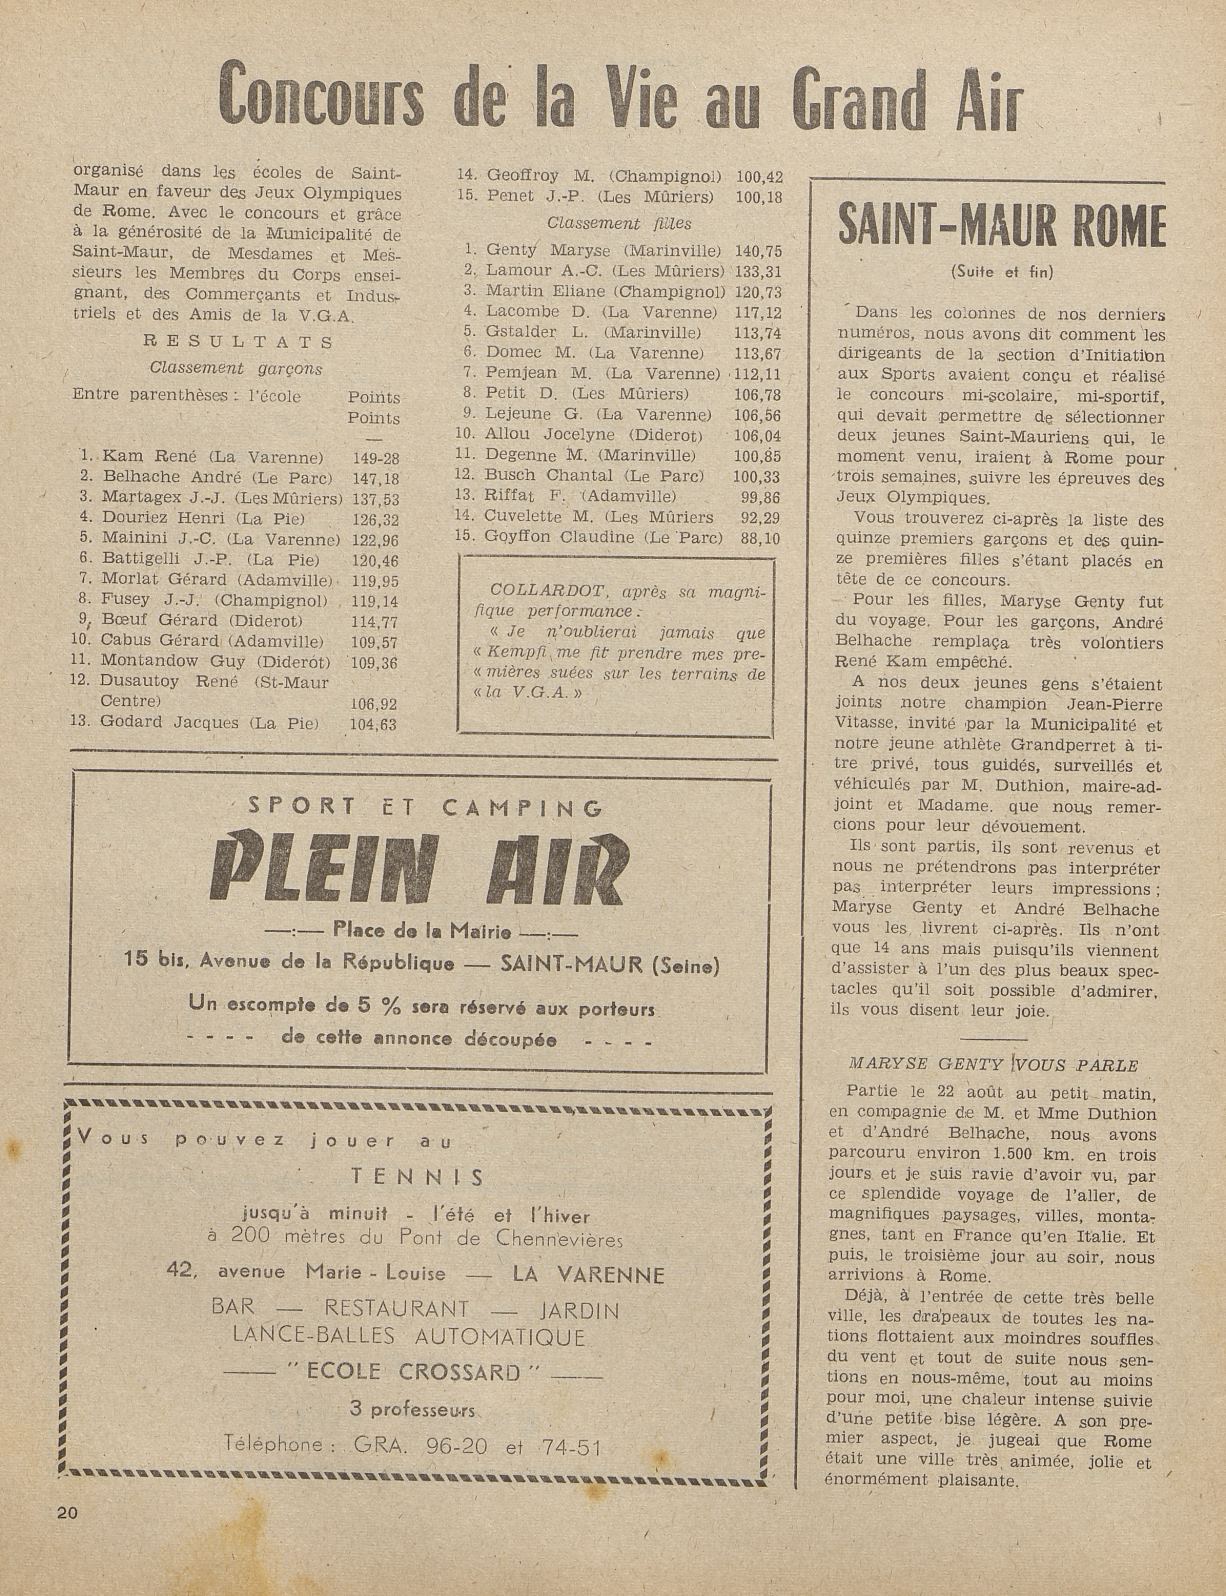 Concours de la Vie au Grand Air
organisé dans les écoles de Saint-
Maur en faveur des Jeux Olympiques
de Rome. Avec le concours et grâce
à la générosité de la Municipalité de
Saint-Maur, de Mesdames et Mes-
sieurs les Membres du Corps ensei-
gnant, des Commerçants et Indus-
triels et des Amis de la V.G.A.
RESULTATS
Classement garçons
Entre parenthèses : l'école Points
Points
—
1. Kam René (La Varenne) 149-28
2. Belhache André (Le Parc) 147,18
3. Martagex J.-J. (Les Mûriers) 137,53
4. Douriez Henri (La Pie) 126,32
5. Mainini J.-C. (La Varenne) 122,96
6. Battigelli J.-P. (La Pie) 120,46
7. Morlat Gérard (Adamville) 119,95
8. Fusey J.-J. (Champignol) 119,14
9. Bœuf Gérard (Diderot) 114,77
10. Cabus Gérard (Adamville) 109,57
11. Montandow Guy (Diderot) 109,36
12. Dusautoy René (St-Maur
Centre) 106,92
13. Godard Jacques (La Pie) 104,63
14. Geoffroy M. (Champignol) 100,42
15. Penet J.-P. (Les Mûriers) 100,18
Classement filles
1. Genty Maryse (Marinville) 140,75
2. Lamour A.-C. (Les Mûriers) 133,31
3. Martin Eliane (Champignol) 120,73
4. Lacombe D. (La Varenne) 117,12
5. Gstalder L. (Marinville) 113,74
6. Domec M. (La Varenne) 113,67
7. Pemjean M. (La Varenne) 112,11
8. Petit D. (Les Mûriers) 106,78
9. Lejeune G. (La Varenne) 106,56
10. Allou Jocelyne (Diderot) 106,04
11. Degenne M. (Marinville) 100,85
12. Busch Chantal (Le Parc) 100,33
13. Riffat F. (Adamville) 99,86
14. Cuvelette M. (Les Mûriers 92,29
15. Goyffon Claudine (Le Parc) 88,10
COLLARDOT, après sa magni-
fique performance :
« Je n'oublierai jamais que
« Kempfi me fit prendre mes pre-
« mières suées sur les terrains de
« la V.G.A. »
SPORT ET CAMPING
PLEIN AIR
—:— Place de la Mairie —:—
15 bis, Avenue de la République — SAINT-MAUR (Seine)
Un escompte de 5 % sera réservé aux porteurs
- - - - de cette annonce découpée - - - -
Vous pouvez jouer au
TENNIS
jusqu'à minuit - l'été et l'hiver
à 200 mètres du Pont de Chennevières
42, avenue Marie-Louise — LA VARENNE
BAR — RESTAURANT — JARDIN
LANCE-BALLES AUTOMATIQUE
—— "ECOLE CROSSARD" ——
3 professeurs
Téléphone : GRA. 96-20 et 74-51
20
SAINT-MAUR ROME
(Suite et fin)
Dans les colonnes de nos derniers
numéros, nous avons dit comment les
dirigeants de la section d'Initiation
aux Sports avaient conçu et réalisé
le concours mi-scolaire, mi-sportif,
qui devait permettre de sélectionner
deux jeunes Saint-Mauriens qui, le
moment venu, iraient à Rome pour
trois semaines, suivre les épreuves des
Jeux Olympiques.
Vous trouverez ci-après la liste des
quinze premiers garçons et des quin-
ze premières filles s'étant placés en
tête de ce concours.
Pour les filles, Maryse Genty fut
du voyage. Pour les garçons, André
Belhache remplaça très volontiers
René Kam empêché.
A nos deux jeunes gens s'étaient
joints notre champion Jean-Pierre
Vitasse, invité par la Municipalité et
notre jeune athlète Grandperret à ti-
tre privé, tous guidés, surveillés et
véhiculés par M. Duthion, maire-ad-
joint et Madame. que nous remer-
cions pour leur dévouement.
Ils sont partis, ils sont revenus et
nous ne prétendrons pas interpréter
pas interpréter leurs impressions ;
Maryse Genty et André Belhache
vous les livrent ci-après. Ils n'ont
que 14 ans mais puisqu'ils viennent
d'assister à l'un des plus beaux spec-
tacles qu'il soit possible d'admirer,
ils vous disent leur joie.
MARYSE GENTY VOUS PARLE
Partie le 22 août au petit matin,
en compagnie de M. et Mme Duthion
et d'André Belhache, nous avons
parcouru environ 1.500 km. en trois
jours et je suis ravie d'avoir vu, par
ce splendide voyage de l'aller, de
magnifiques paysages, villes, monta-
gnes, tant en France qu'en Italie. Et
puis, le troisième jour au soir, nous
arrivions à Rome.
Déjà, à l'entrée de cette très belle
ville, les drapeaux de toutes les na-
tions flottaient aux moindres souffles
du vent et tout de suite nous sen-
tions en nous-même, tout au moins
pour moi, une chaleur intense suivie
d'une petite bise légère. A son pre-
mier aspect, je jugeai que Rome
était une ville très animée, jolie et
énormément plaisante.